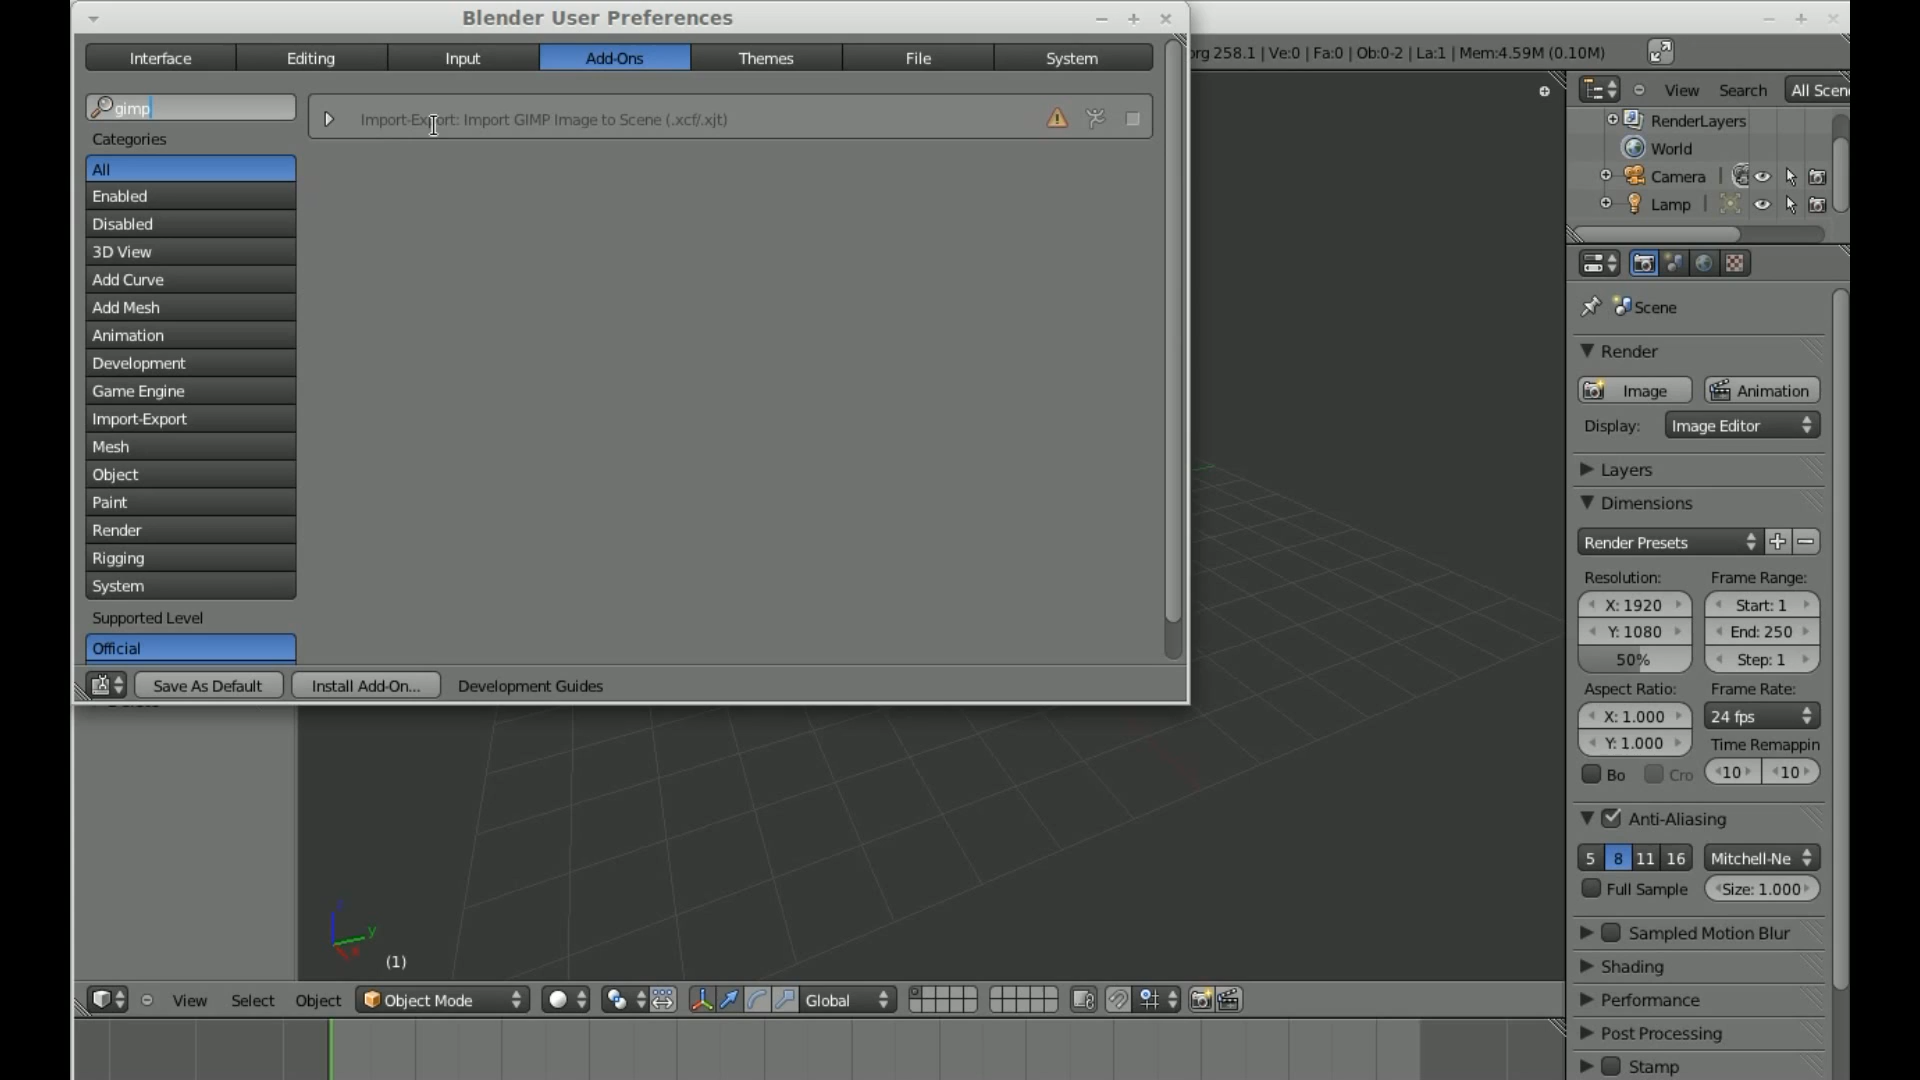 Blender User Preferences
Interface Editing Input Add-Ons Themes File System
org 258.1 | Ve:0 | Fa:0 | Ob:0-2 | La:1 | Mem:4.59M (0.10M)
gimp
Import-Export: Import GIMP Image to Scene (.xcf/.xjt)
Categories
All
Enabled
Disabled
3D View
Add Curve
Add Mesh
Animation
Development
Game Engine
Import-Export
Mesh
Object
Paint
Render
Rigging
System
Supported Level
Official
Save As Default Install Add-On... Development Guides
View Search All Scen
RenderLayers
World
Camera
Lamp
Scene
Render
Image Animation
Display: Image Editor
Layers
Dimensions
Render Presets
Resolution: Frame Range:
X: 1920 Start: 1
Y: 1080 End: 250
50% Step: 1
Aspect Ratio: Frame Rate:
X: 1.000 24 fps
Y: 1.000 Time Remappin
Bo Cro 10 10
Anti-Aliasing
5 8 11 16 Mitchell-Ne
Full Sample Size: 1.000
Sampled Motion Blur
Shading
Performance
Post Processing
Stamp
z
y
x
(1)
View Select Object Object Mode Global